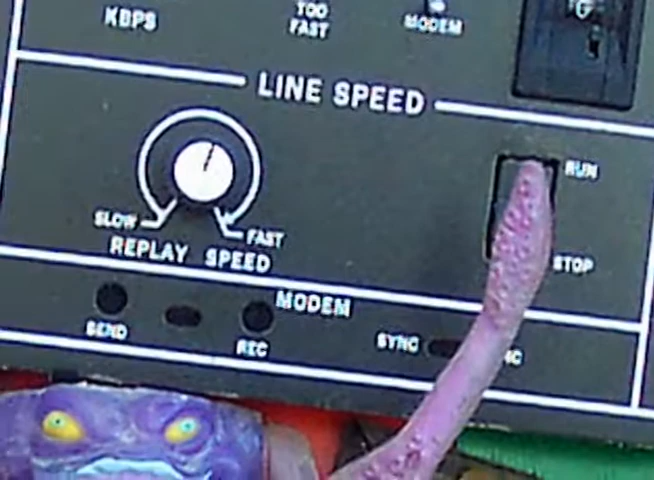 KBPS
TOO
FAST
MODEM
LINE SPEED
RUN
SLOW
FAST
STOP
REPLAY SPEED
MODEM
SEND
REC
SYNC